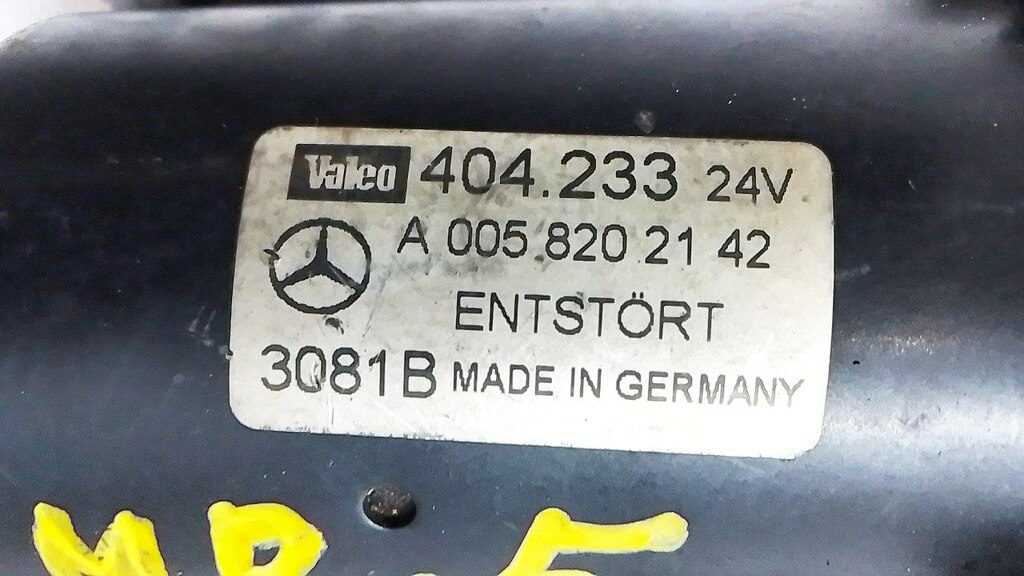 Valeo 404.233 24V
A 005 820 21 42
ENTSTÖRT
3081B MADE IN GERMANY